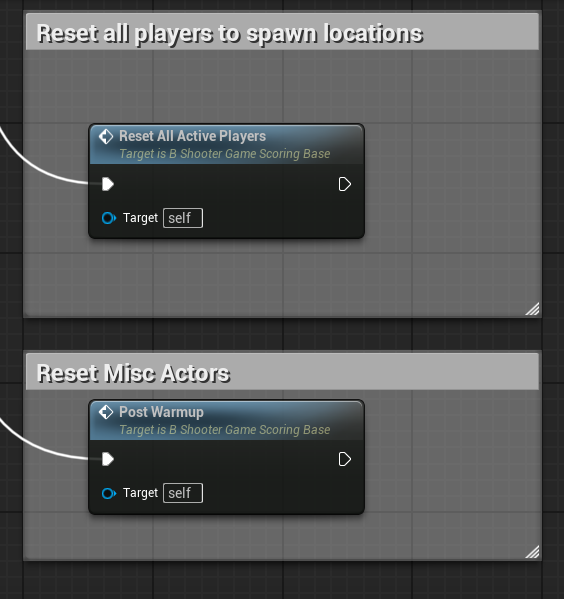 Reset all players to spawn locations
Reset All Active Players
Target is B Shooter Game Scoring Base
Target self
Reset Misc Actors
Post Warmup
Target is B Shooter Game Scoring Base
Target self